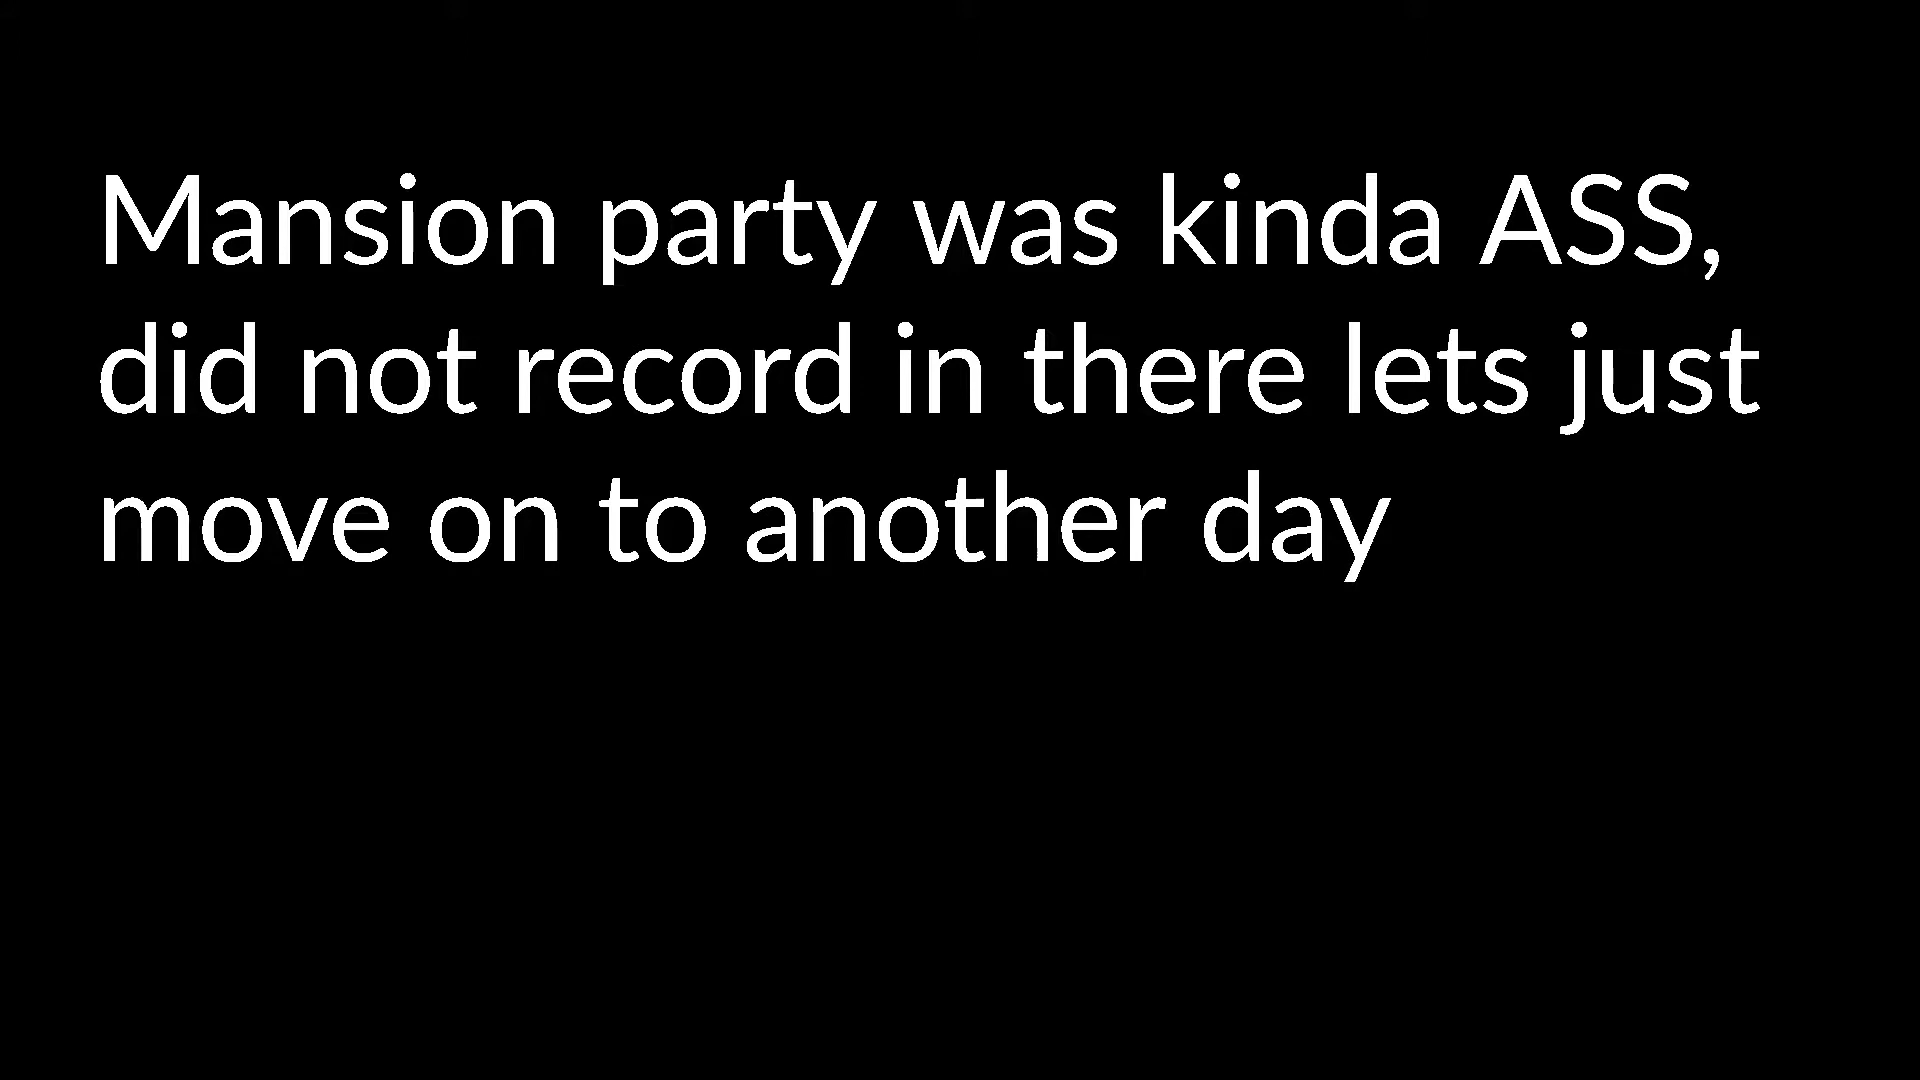 Mansion party was kinda ASS,
did not record in there lets just
move on to another day